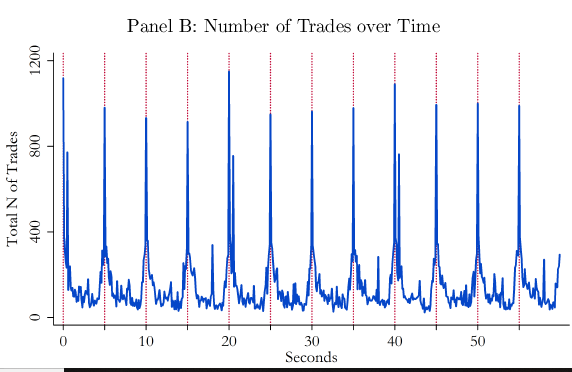 Panel B: Number of Trades over Time
Total N of Trades
1200
800
400
0
0 10 20 30 40 50
Seconds